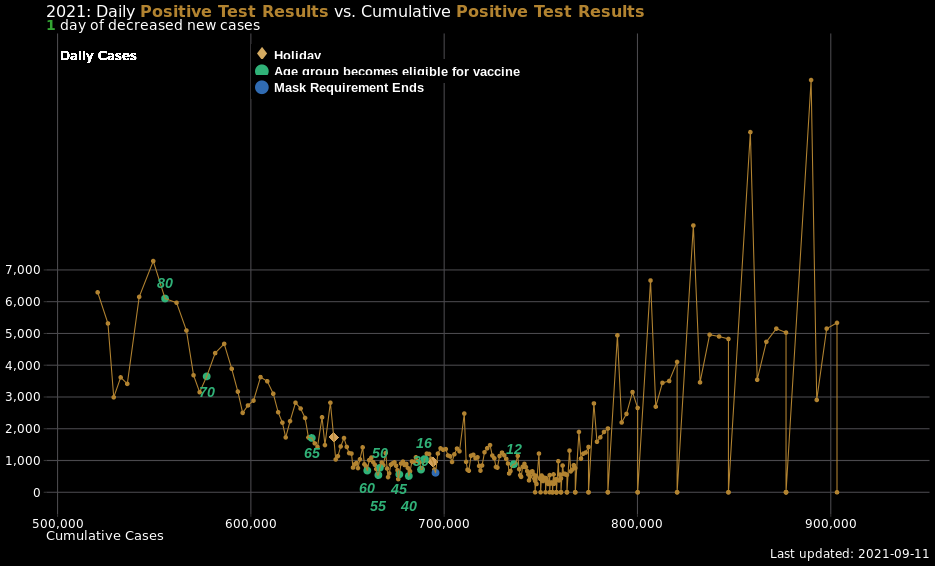 2021: Daily Positive Test Results vs. Cumulative Positive Test Results
1 day of decreased new cases
Daily Cases
Holiday
Age group becomes eligible for vaccine
Mask Requirement Ends
7,000
6,000
5,000
4,000
3,000
2,000
1,000
0
80
70
65
60
50
55
45
40
16
12
500,000
600,000
700,000
800,000
900,000
Cumulative Cases
Last updated: 2021-09-11